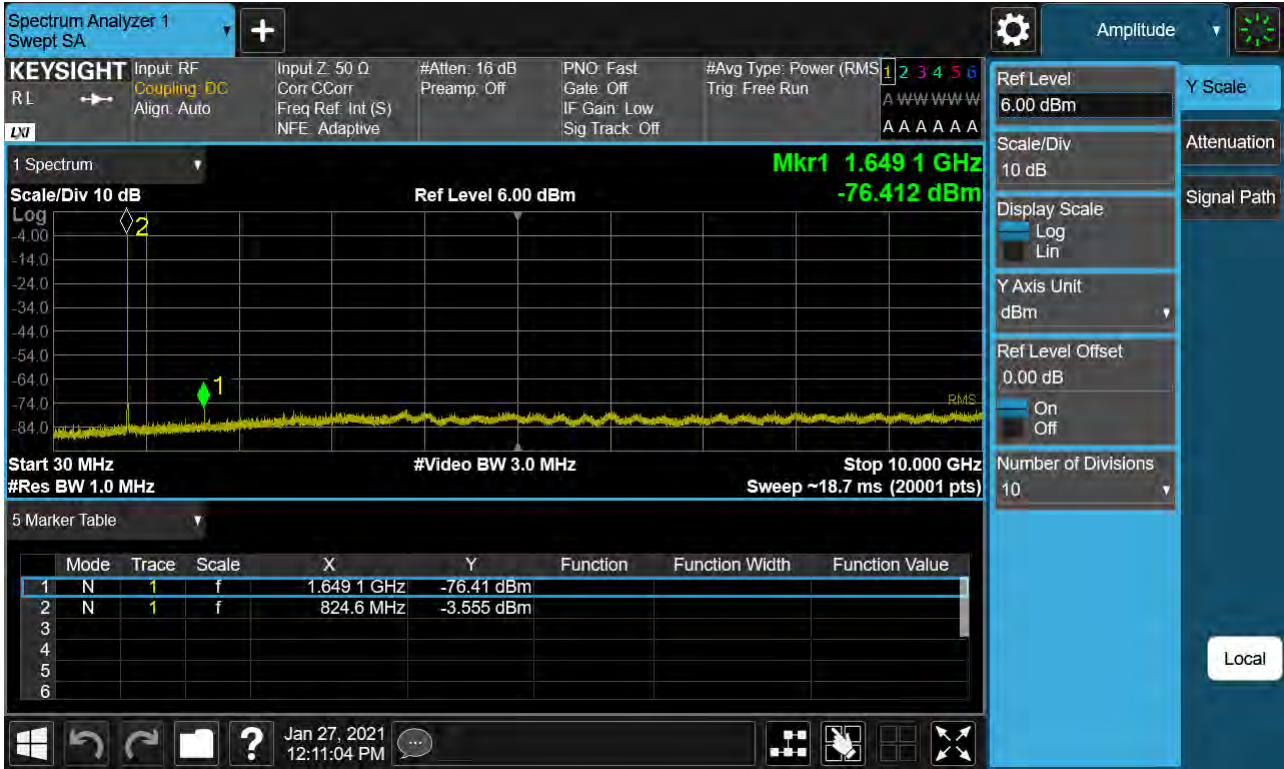 Spectrum Analyzer 1
Swept SA
Amplitude
KEYSIGHT
RL
LXI
Input: RF
Coupling: DC
Align: Auto
Input Z: 50 Ω
Corr CCorr
Freq Ref: Int (S)
NFE: Adaptive
#Atten: 16 dB
Preamp: Off
PNO: Fast
Gate: Off
IF Gain: Low
Sig Track: Off
#Avg Type: Power (RMS
Trig: Free Run
1 2 3 4 5 6
A W W W W W
A A A A A A
1 Spectrum
Mkr1 1.649 1 GHz
Scale/Div 10 dB
Ref Level 6.00 dBm
-76.412 dBm
Log
2
-4.00
-14.0
-24.0
-34.0
-44.0
-54.0
-64.0
1
-74.0
RMS
-84.0
Start 30 MHz
#Video BW 3.0 MHz
Stop 10.000 GHz
#Res BW 1.0 MHz
Sweep ~18.7 ms (20001 pts)
5 Marker Table
Mode Trace Scale X Y Function Function Width Function Value
1 N 1 f 1.649 1 GHz -76.41 dBm
2 N 1 f 824.6 MHz -3.555 dBm
3
4
5
6
Ref Level
6.00 dBm
Scale/Div
10 dB
Display Scale
Log
Lin
Y Axis Unit
dBm
Ref Level Offset
0.00 dB
On
Off
Number of Divisions
10
Y Scale
Attenuation
Signal Path
Local
?
Jan 27, 2021
12:11:04 PM